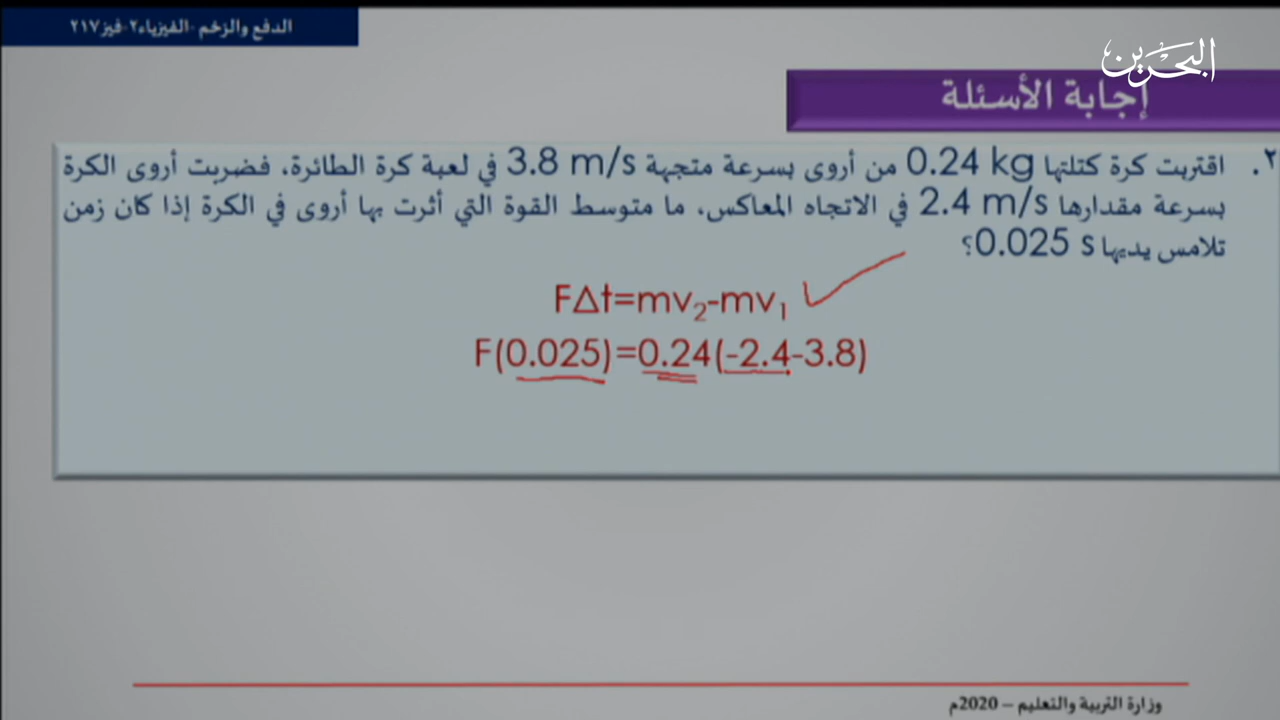 الدفع والزخم -الفيزياء٢-فيز٢١٧
البحرين
إجابة الأسئلة
٢. اقتربت كرة كتلتها 0.24 kg من أروى بسرعة متجهة 3.8 m/s في لعبة كرة الطائرة، فضربت أروى الكرة
بسرعة مقدارها 2.4 m/s في الاتجاه المعاكس، ما متوسط القوة التي أثرت بها أروى في الكرة إذا كان زمن
تلامس يديها 0.025 s؟
FΔt=mv₂-mv₁
F(0.025)=0.24(-2.4-3.8)
وزارة التربية والتعليم – 2020م